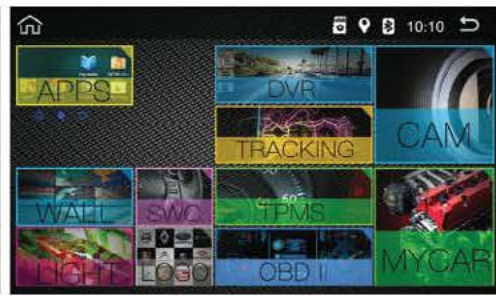 10:10
APPS
DVR
CAM
TRACKING
WALL
SWC
TPMS
MYCAR
LIGHT
LOGO
OBD II